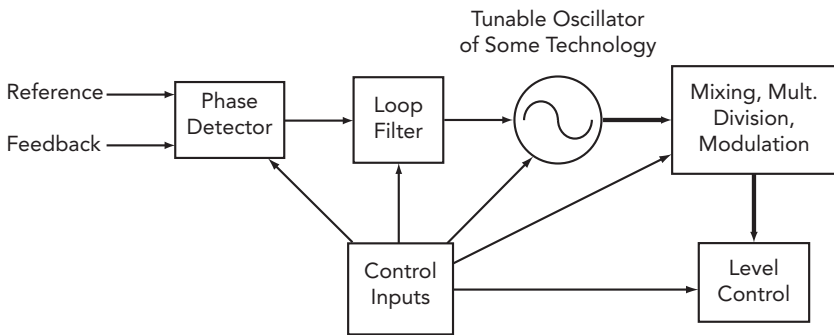 Tunable Oscillator
of Some Technology
Reference
Feedback
Phase
Detector
Loop
Filter
Mixing, Mult.
Division,
Modulation
Control
Inputs
Level
Control